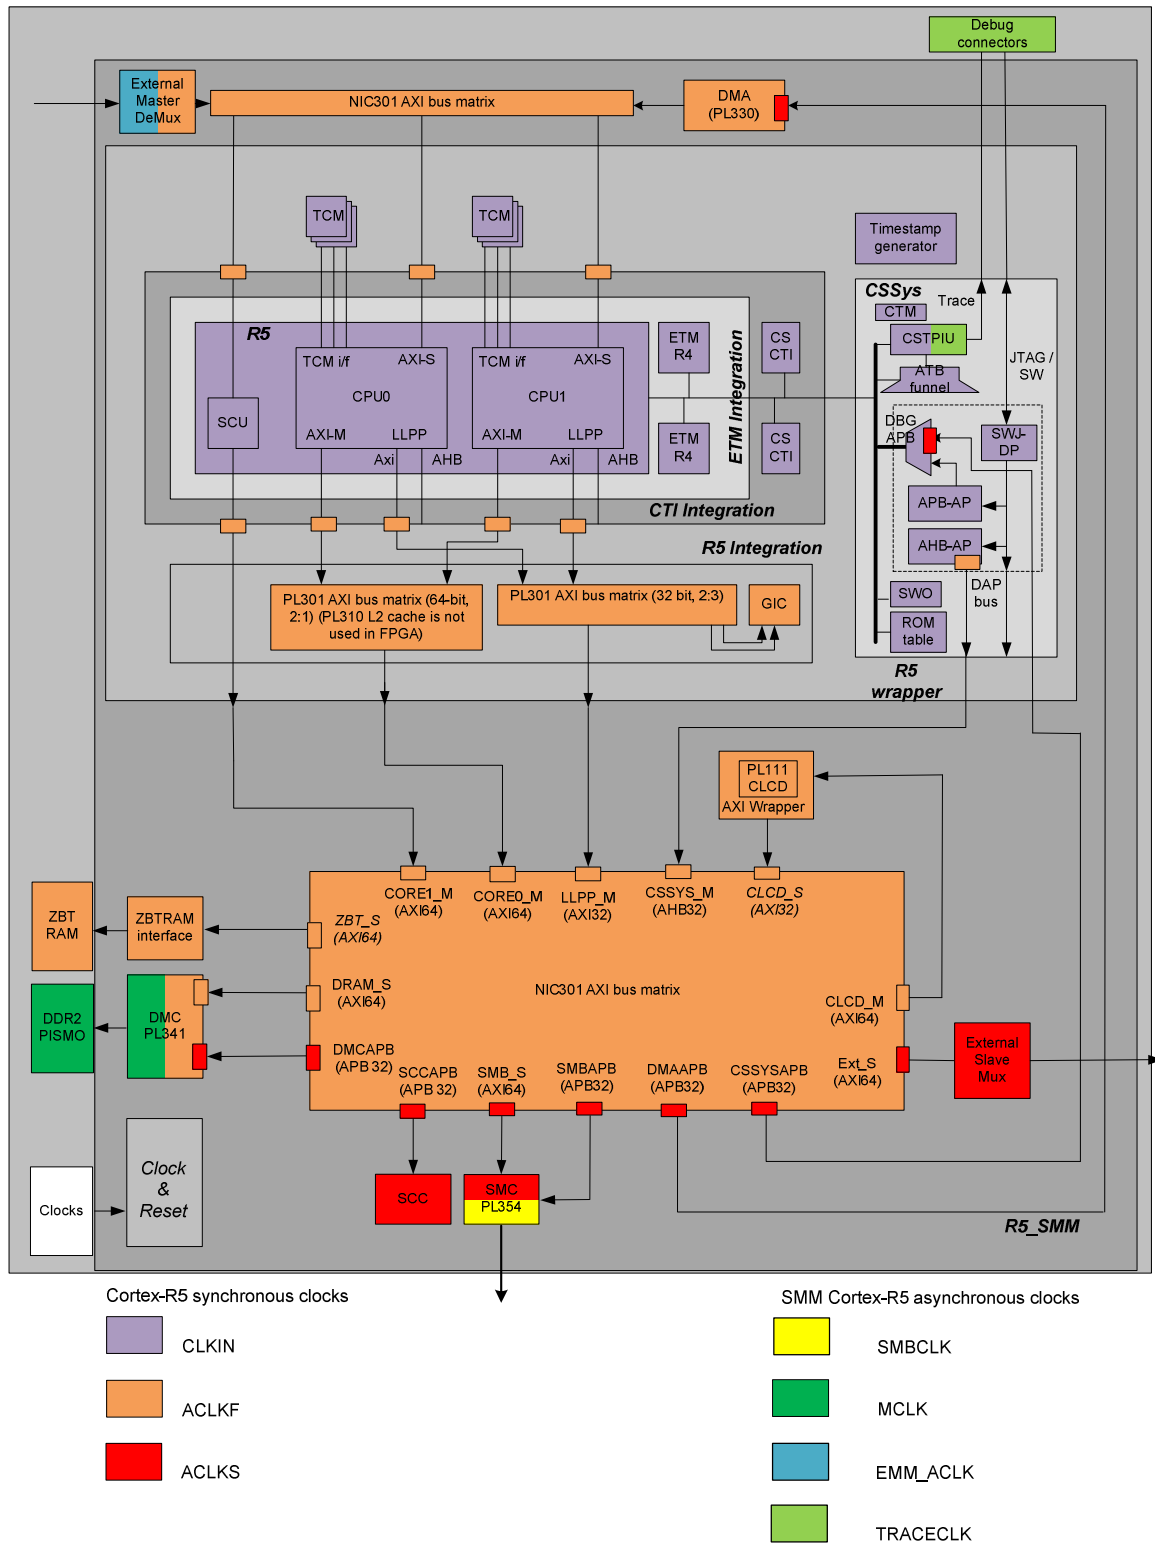 Debug
connectors
External
Master
DeMux
NIC301 AXI bus matrix
DMA
(PL330)
TCM
TCM
Timestamp
generator
CSSys
Trace
CTM
CSTPIU
ATB
funnel
JTAG /
SW
R5
TCM i/f
AXI-S
CPU0
AXI-M
LLPP
TCM i/f
AXI-S
CPU1
AXI-M
LLPP
SCU
Axi
AHB
Axi
AHB
ETM
R4
ETM
R4
ETM Integration
CS
CTI
CS
CTI
DBG
APB
SWJ-
DP
APB-AP
AHB-AP
CTI Integration
R5 Integration
DAP
bus
SWO
ROM
table
PL301 AXI bus matrix (64-bit,
2:1) (PL310 L2 cache is not
used in FPGA)
PL301 AXI bus matrix (32 bit, 2:3)
GIC
R5
wrapper
PL111
CLCD
AXI Wrapper
CORE1_M
(AXI64)
CORE0_M
(AXI64)
LLPP_M
(AXI32)
CSSYS_M
(AHB32)
CLCD_S
(AXI32)
ZBT
RAM
ZBTRAM
interface
ZBT_S
(AXI64)
DDR2
PISMO
DMC
PL341
DRAM_S
(AXI64)
NIC301 AXI bus matrix
CLCD_M
(AXI64)
DMCAPB
(APB 32)
SCCAPB
(APB 32)
SMB_S
(AXI64)
SMBAPB
(APB32)
DMAAPB
(APB32)
CSSYSAPB
(APB32)
Ext_S
(AXI64)
External
Slave
Mux
Clocks
Clock
&
Reset
SCC
SMC
PL354
R5_SMM
Cortex-R5 synchronous clocks
CLKIN
ACLKF
ACLKS
SMM Cortex-R5 asynchronous clocks
SMBCLK
MCLK
EMM_ACLK
TRACECLK